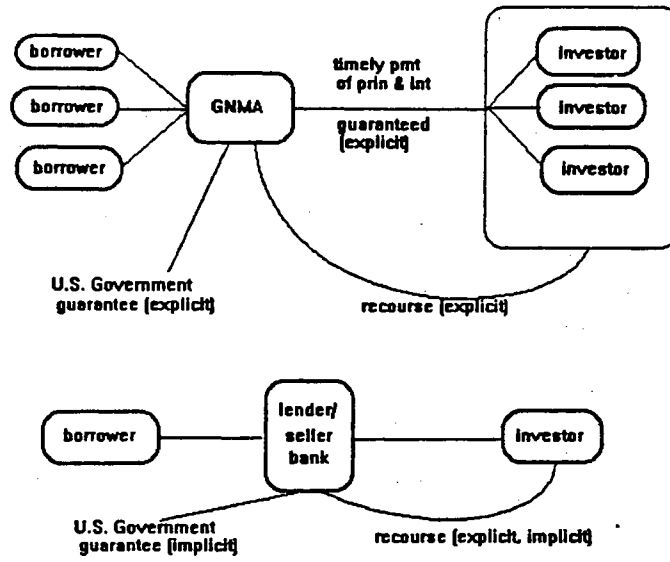 borrower
borrower
borrower
GNMA
timely pmt
of prin & int
guaranteed
(explicit)
investor
investor
investor
U.S. Government
guarantee (explicit)
recourse (explicit)
borrower
lender/
seller
bank
investor
U.S. Government
guarantee (implicit)
recourse (explicit, implicit)